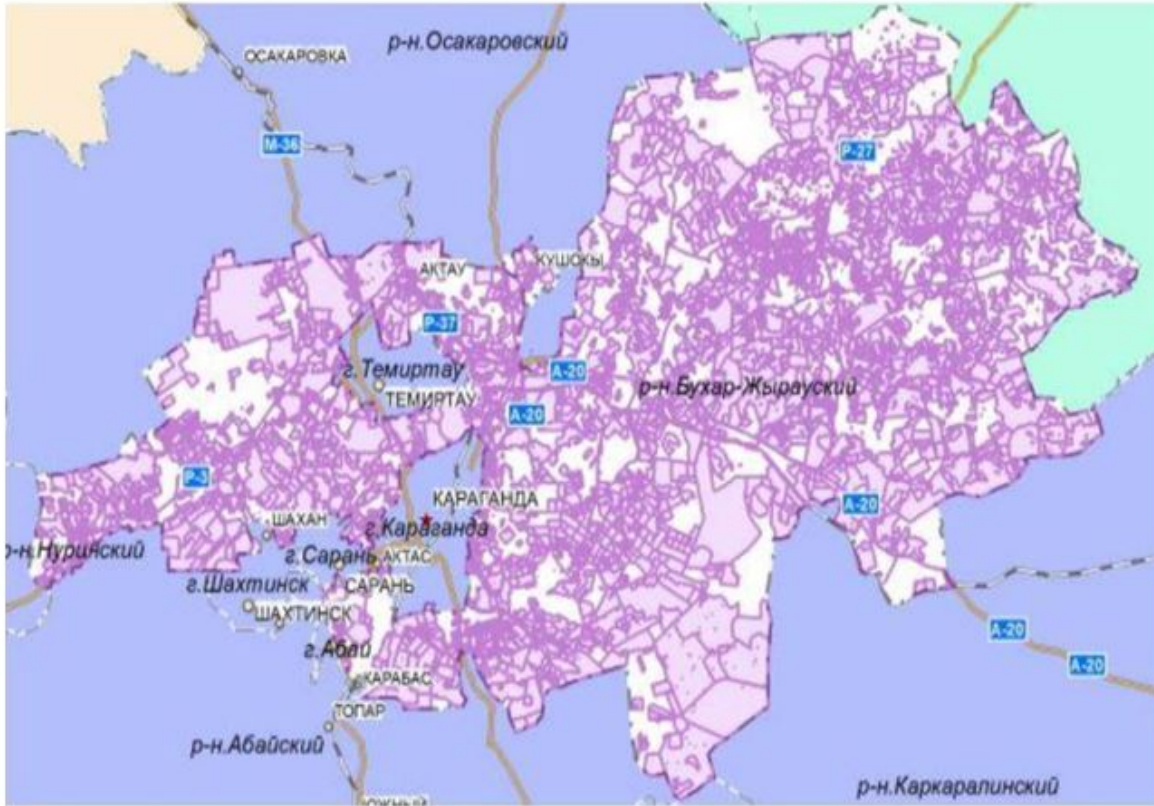 р-н.Осакаровский
ОСАКАРОВКА
М-36
Р-27
АКТАУ
КУШОКЫ
Р-37
г.Темиртау
А-20
р-н.Бухар-Жырауский
ТЕМИРТАУ
А-20
Р-3
КАРАГАНДА
А-20
г.Караганда
ШАХАН
р-н.Нуринский
г.Сарань
АКТАС
г.Шахтинск
САРАНЬ
ШАХТИНСК
А-20
г.Абай
А-20
КАРАБАС
ТОПАР
р-н.Абайский
р-н.Каркаралинский
ЮЖНЫЙ